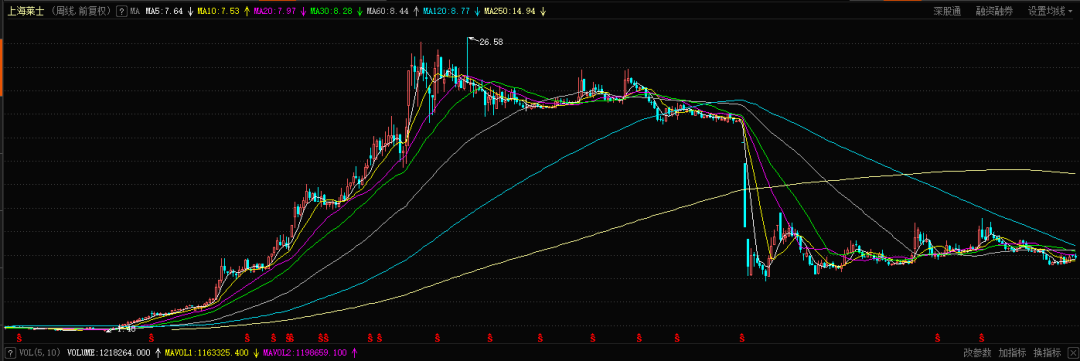 上海莱士 (周线.前复权) ? MA MA5:7.64 ↓ MA10:7.53 ↑ MA20:7.97 ↓ MA30:8.28 ↓ MA60:8.44 ↑ MA120:8.77 ↓ MA250:14.94 ↓ 深股通 融资融券 设置均线
26.58
S S S S S S S S S S S S S S S S S S
? VOL(5,10) VOLUME:1218264.000 ↑ MAVOL1:1163325.400 ↓ MAVOL2:1198659.100 ↑ 改参数 加指标 换指标 X